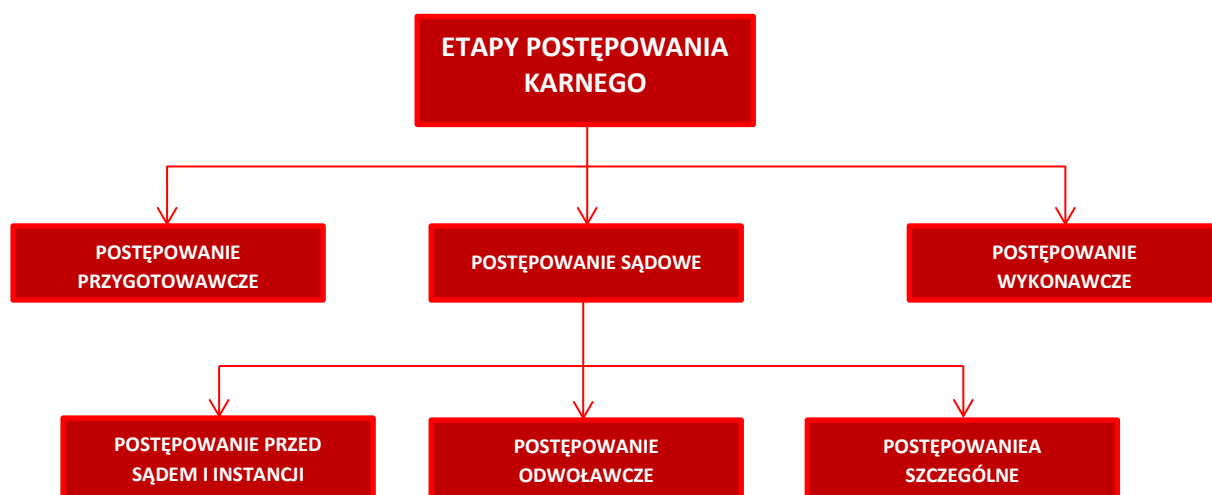 ETAPY POSTĘPOWANIA
KARNEGO
POSTĘPOWANIE
PRZYGOTOWAWCZE
POSTĘPOWANIE SĄDOWE
POSTĘPOWANIE
WYKONAWCZE
POSTĘPOWANIE PRZED
SĄDEM I INSTANCJI
POSTĘPOWANIE
ODWOŁAWCZE
POSTĘPOWANIEA
SZCZEGÓLNE